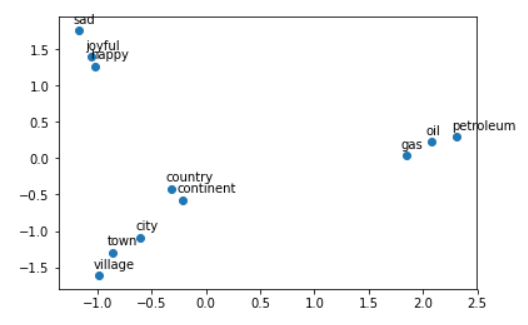 sad
joyful
happy
petroleum
oil
gas
country
continent
city
town
village
1.5
1.0
0.5
0.0
−0.5
−1.0
−1.5
−1.0 −0.5 0.0 0.5 1.0 1.5 2.0 2.5